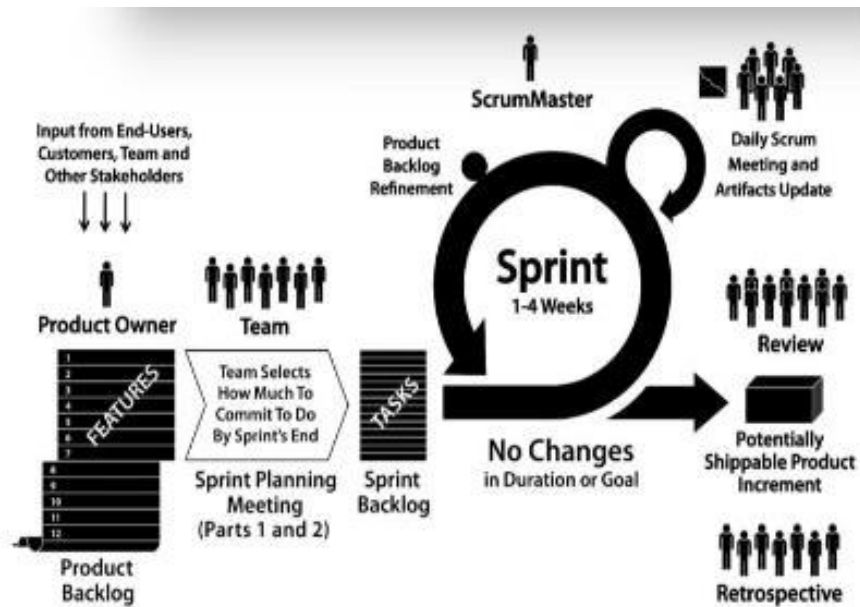 ScrumMaster
Input from End-Users,
Customers, Team and
Other Stakeholders
Product
Backlog
Refinement
Daily Scrum
Meeting and
Artifacts Update
Product Owner
Team
Sprint
1-4 Weeks
Review
1
2
3
4
5
6
7
FEATURES
8
9
10
11
12
Team Selects
How Much To
Commit To Do
By Sprint's End
TASKS
Sprint Planning
Meeting
(Parts 1 and 2)
Sprint
Backlog
No Changes
in Duration or Goal
Potentially
Shippable Product
Increment
Product
Backlog
Retrospective